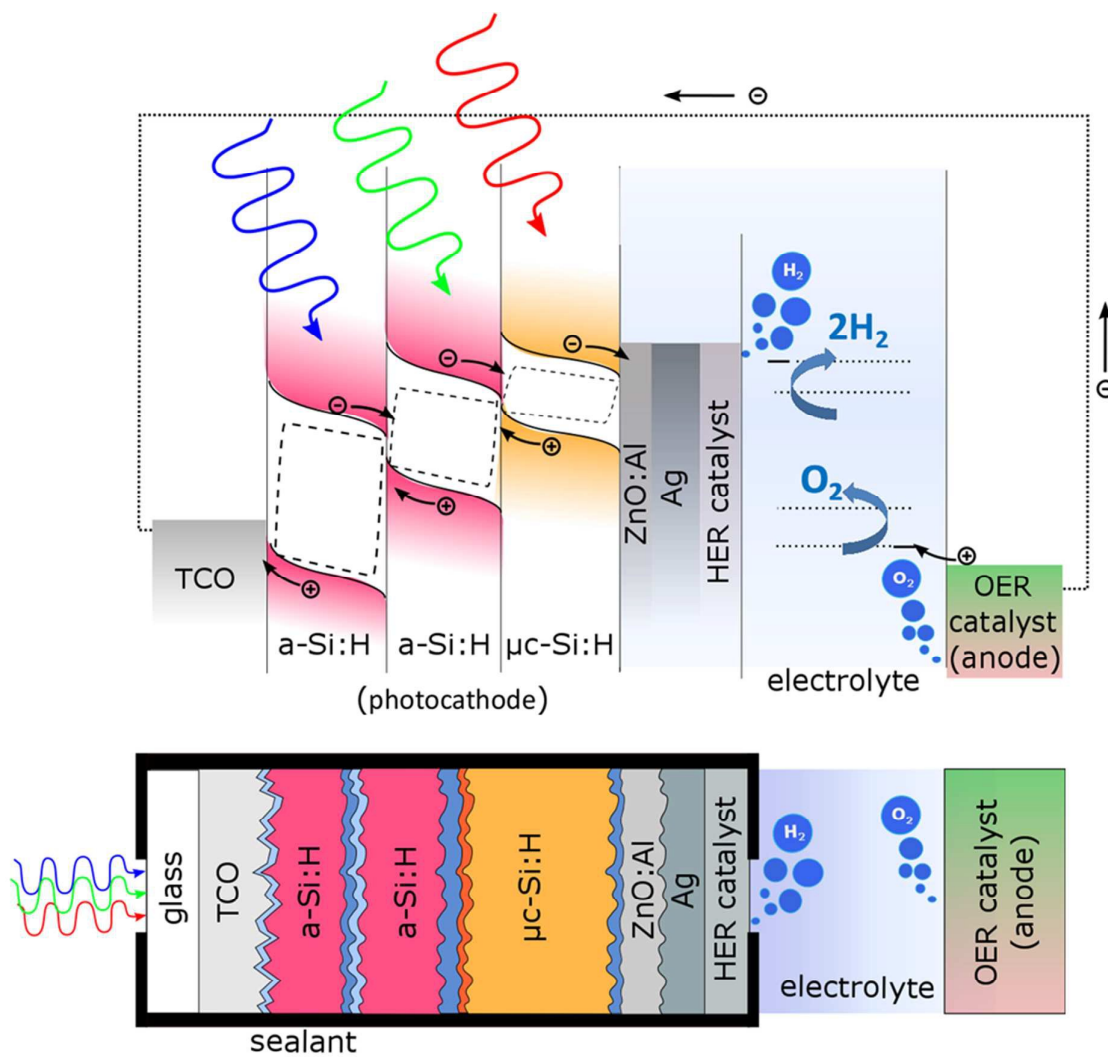 ⊖
⊖
H₂
2H₂
⊖
⊖
⊖
⊕
⊕
O₂
⊕
⊕
O₂
TCO
ZnO:Al
Ag
HER catalyst
OER
catalyst
(anode)
a-Si:H
a-Si:H
µc-Si:H
electrolyte
(photocathode)
glass
TCO
a-Si:H
a-Si:H
µc-Si:H
ZnO:Al
Ag
HER catalyst
H₂
O₂
electrolyte
OER catalyst
(anode)
sealant